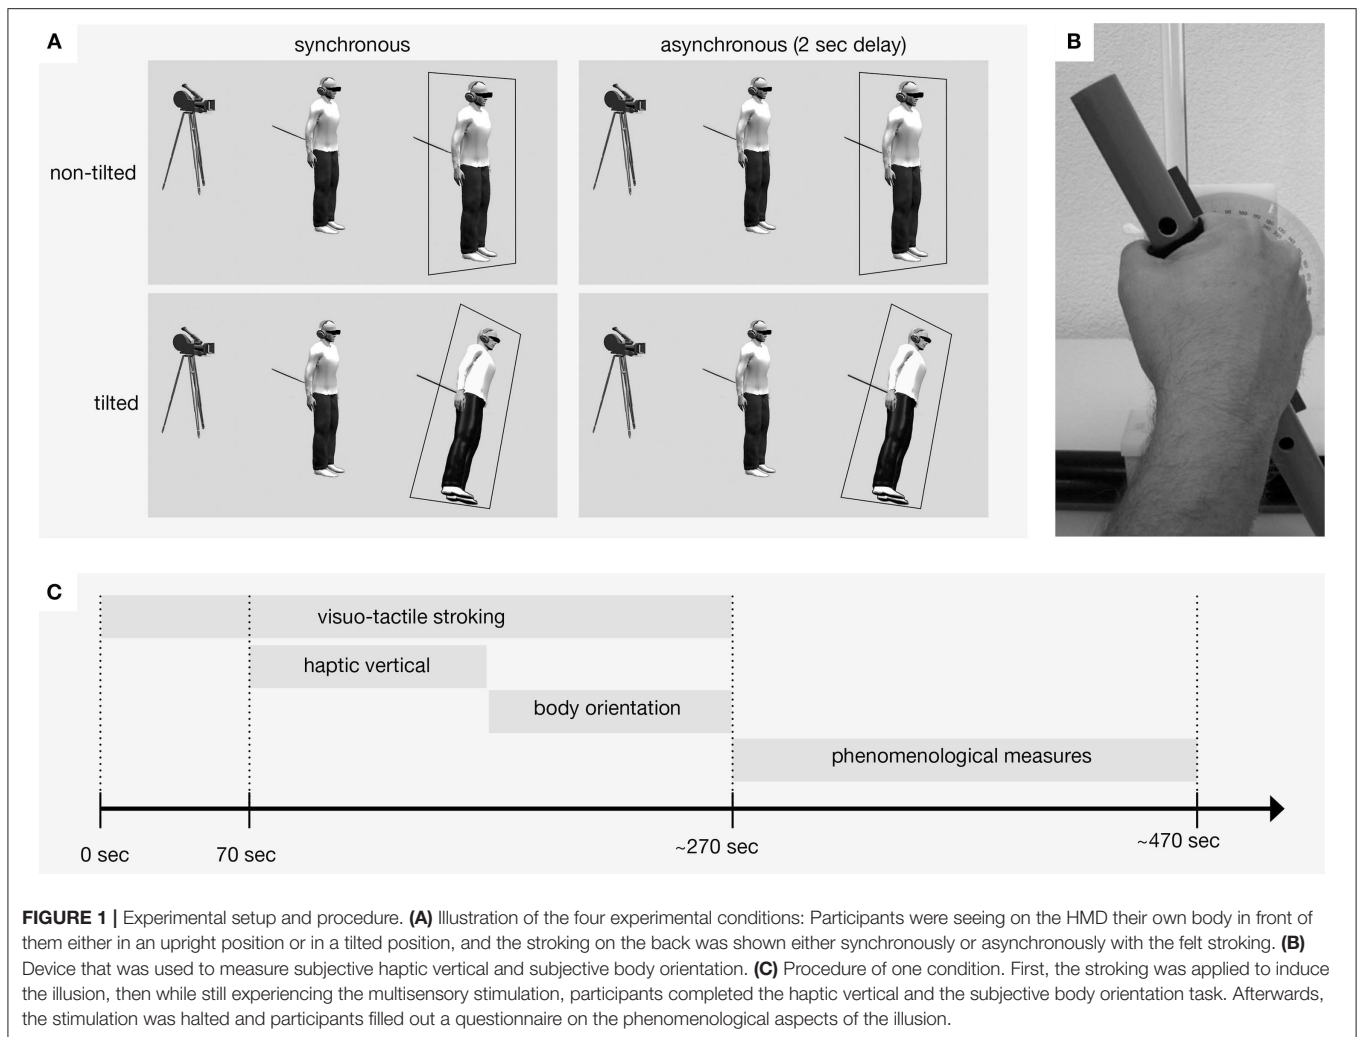 A
synchronous
asynchronous (2 sec delay)
non-tilted
tilted
B
C
visuo-tactile stroking
haptic vertical
body orientation
phenomenological measures
0 sec
70 sec
~270 sec
~470 sec
FIGURE 1 | Experimental setup and procedure. (A) Illustration of the four experimental conditions: Participants were seeing on the HMD their own body in front of
them either in an upright position or in a tilted position, and the stroking on the back was shown either synchronously or asynchronously with the felt stroking. (B)
Device that was used to measure subjective haptic vertical and subjective body orientation. (C) Procedure of one condition. First, the stroking was applied to induce
the illusion, then while still experiencing the multisensory stimulation, participants completed the haptic vertical and the subjective body orientation task. Afterwards,
the stimulation was halted and participants filled out a questionnaire on the phenomenological aspects of the illusion.